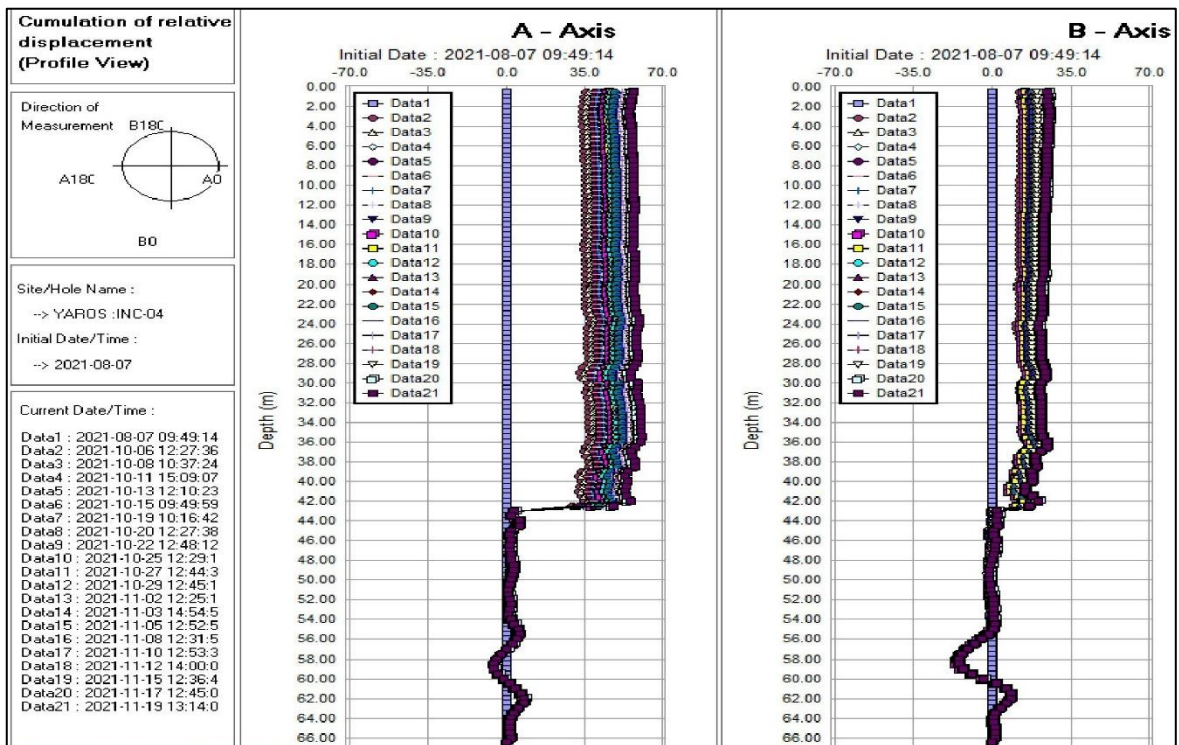 Cumulation of relative
displacement
(Profile View)
Direction of
Measurement
B18C
A18C
A0
B0
Site/Hole Name :
--> YAROS :INC-04
Initial Date/Time :
--> 2021-08-07
Current Date/Time :
Data1 : 2021-08-07 09:49:14
Data2 : 2021-10-06 12:27:36
Data3 : 2021-10-08 10:37:24
Data4 : 2021-10-11 15:09:07
Data5 : 2021-10-13 12:10:23
Data6 : 2021-10-15 09:49:59
Data7 : 2021-10-19 10:16:42
Data8 : 2021-10-20 12:27:38
Data9 : 2021-10-22 12:48:12
Data10 : 2021-10-25 12:29:1
Data11 : 2021-10-27 12:44:3
Data12 : 2021-10-29 12:45:1
Data13 : 2021-11-02 12:25:1
Data14 : 2021-11-03 14:54:5
Data15 : 2021-11-05 12:52:5
Data16 : 2021-11-08 12:31:5
Data17 : 2021-11-10 12:53:3
Data18 : 2021-11-12 14:00:0
Data19 : 2021-11-15 12:36:4
Data20 : 2021-11-17 12:45:0
Data21 : 2021-11-19 13:14:0
A - Axis
Initial Date : 2021-08-07 09:49:14
-70.0 -35.0 0.0 35.0 70.0
0.00
2.00
4.00
6.00
8.00
10.00
12.00
14.00
16.00
18.00
20.00
22.00
24.00
26.00
28.00
30.00
32.00
34.00
36.00
38.00
40.00
42.00
44.00
46.00
48.00
50.00
52.00
54.00
56.00
58.00
60.00
62.00
64.00
66.00
Depth (m)
Data1
Data2
Data3
Data4
Data5
Data6
Data7
Data8
Data9
Data10
Data11
Data12
Data13
Data14
Data15
Data16
Data17
Data18
Data19
Data20
Data21
B - Axis
Initial Date : 2021-08-07 09:49:14
-70.0 -35.0 0.0 35.0 70.0
0.00
2.00
4.00
6.00
8.00
10.00
12.00
14.00
16.00
18.00
20.00
22.00
24.00
26.00
28.00
30.00
32.00
34.00
36.00
38.00
40.00
42.00
44.00
46.00
48.00
50.00
52.00
54.00
56.00
58.00
60.00
62.00
64.00
66.00
Depth (m)
Data1
Data2
Data3
Data4
Data5
Data6
Data7
Data8
Data9
Data10
Data11
Data12
Data13
Data14
Data15
Data16
Data17
Data18
Data19
Data20
Data21